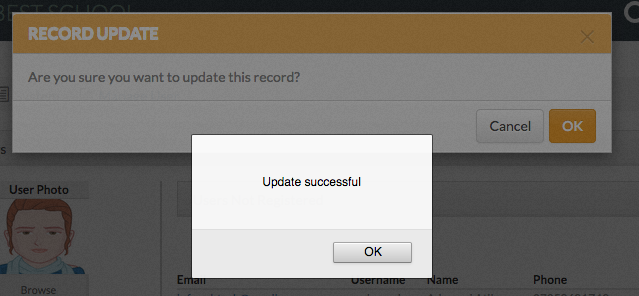 BEST SCHOOL
RECORD UPDATE
Are you sure you want to update this record?
Cancel OK
Update successful
User Photo
OK
Email Username Name Phone
Browse